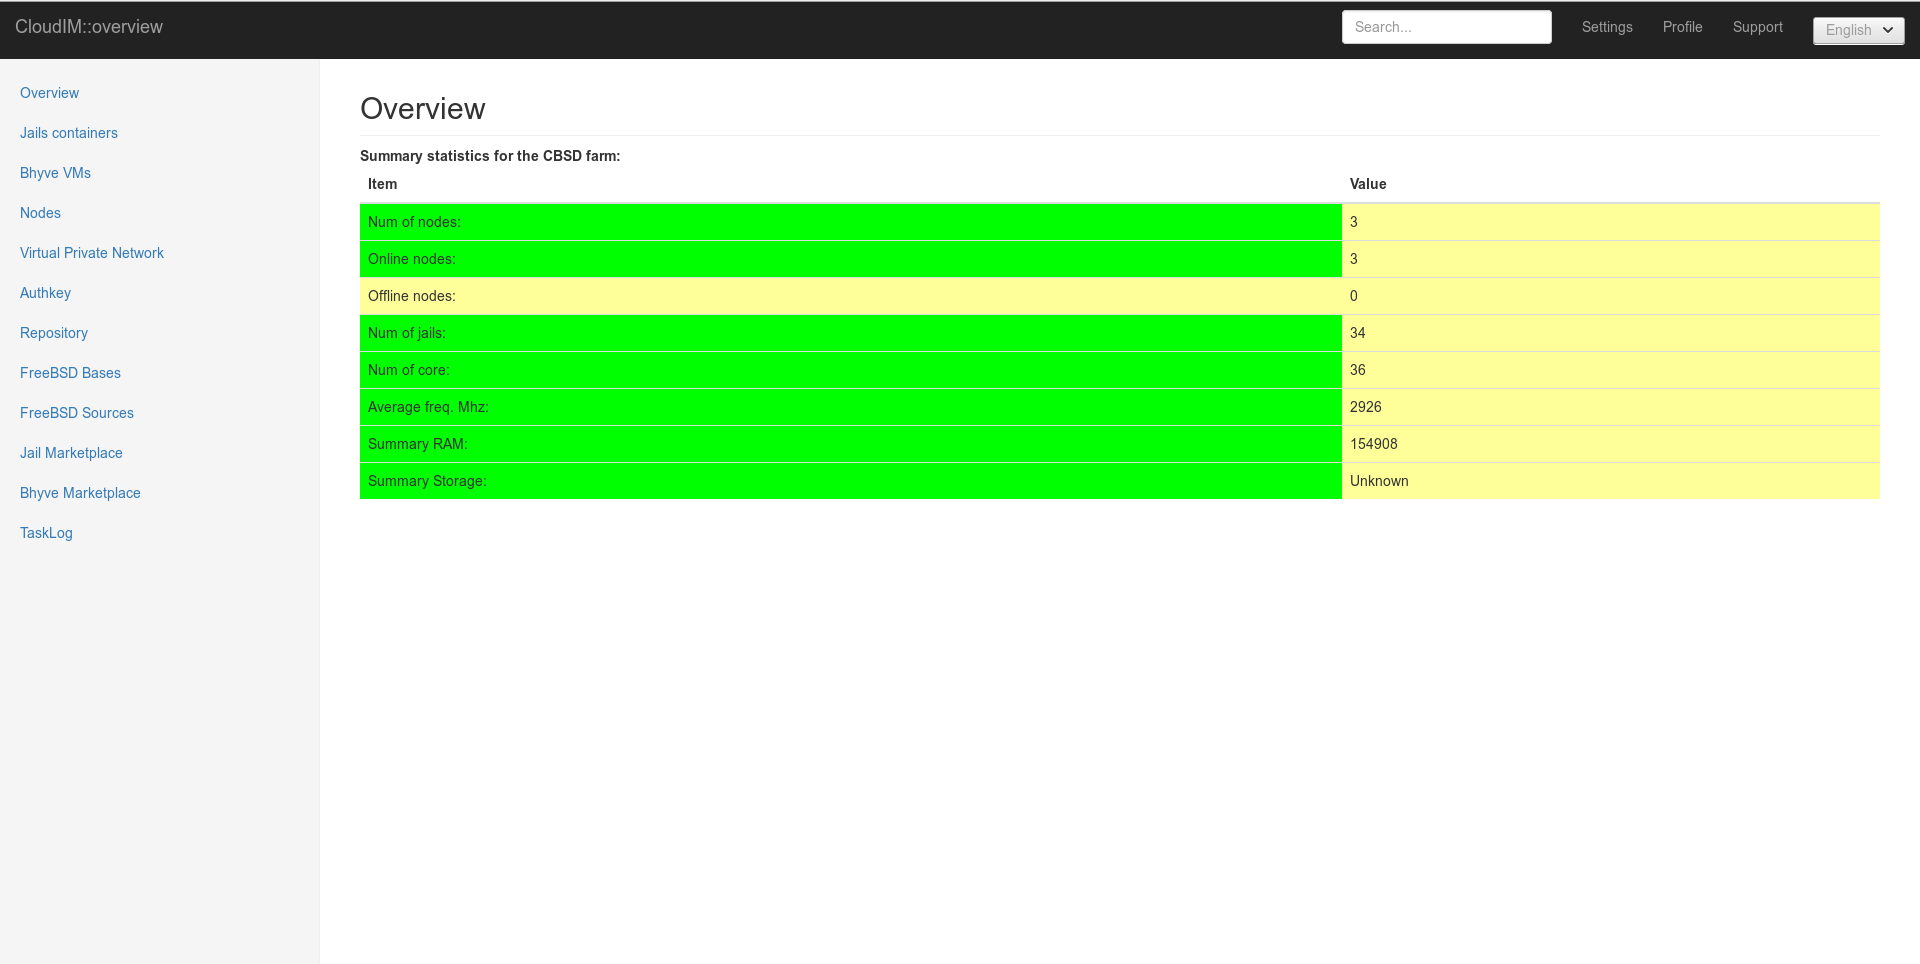 CloudIM::overview
Search...
Settings
Profile
Support
English
Overview
Jails containers
Bhyve VMs
Nodes
Virtual Private Network
Authkey
Repository
FreeBSD Bases
FreeBSD Sources
Jail Marketplace
Bhyve Marketplace
TaskLog
Overview
Summary statistics for the CBSD farm:
Item Value
Num of nodes: 3
Online nodes: 3
Offline nodes: 0
Num of jails: 34
Num of core: 36
Average freq. Mhz: 2926
Summary RAM: 154908
Summary Storage: Unknown